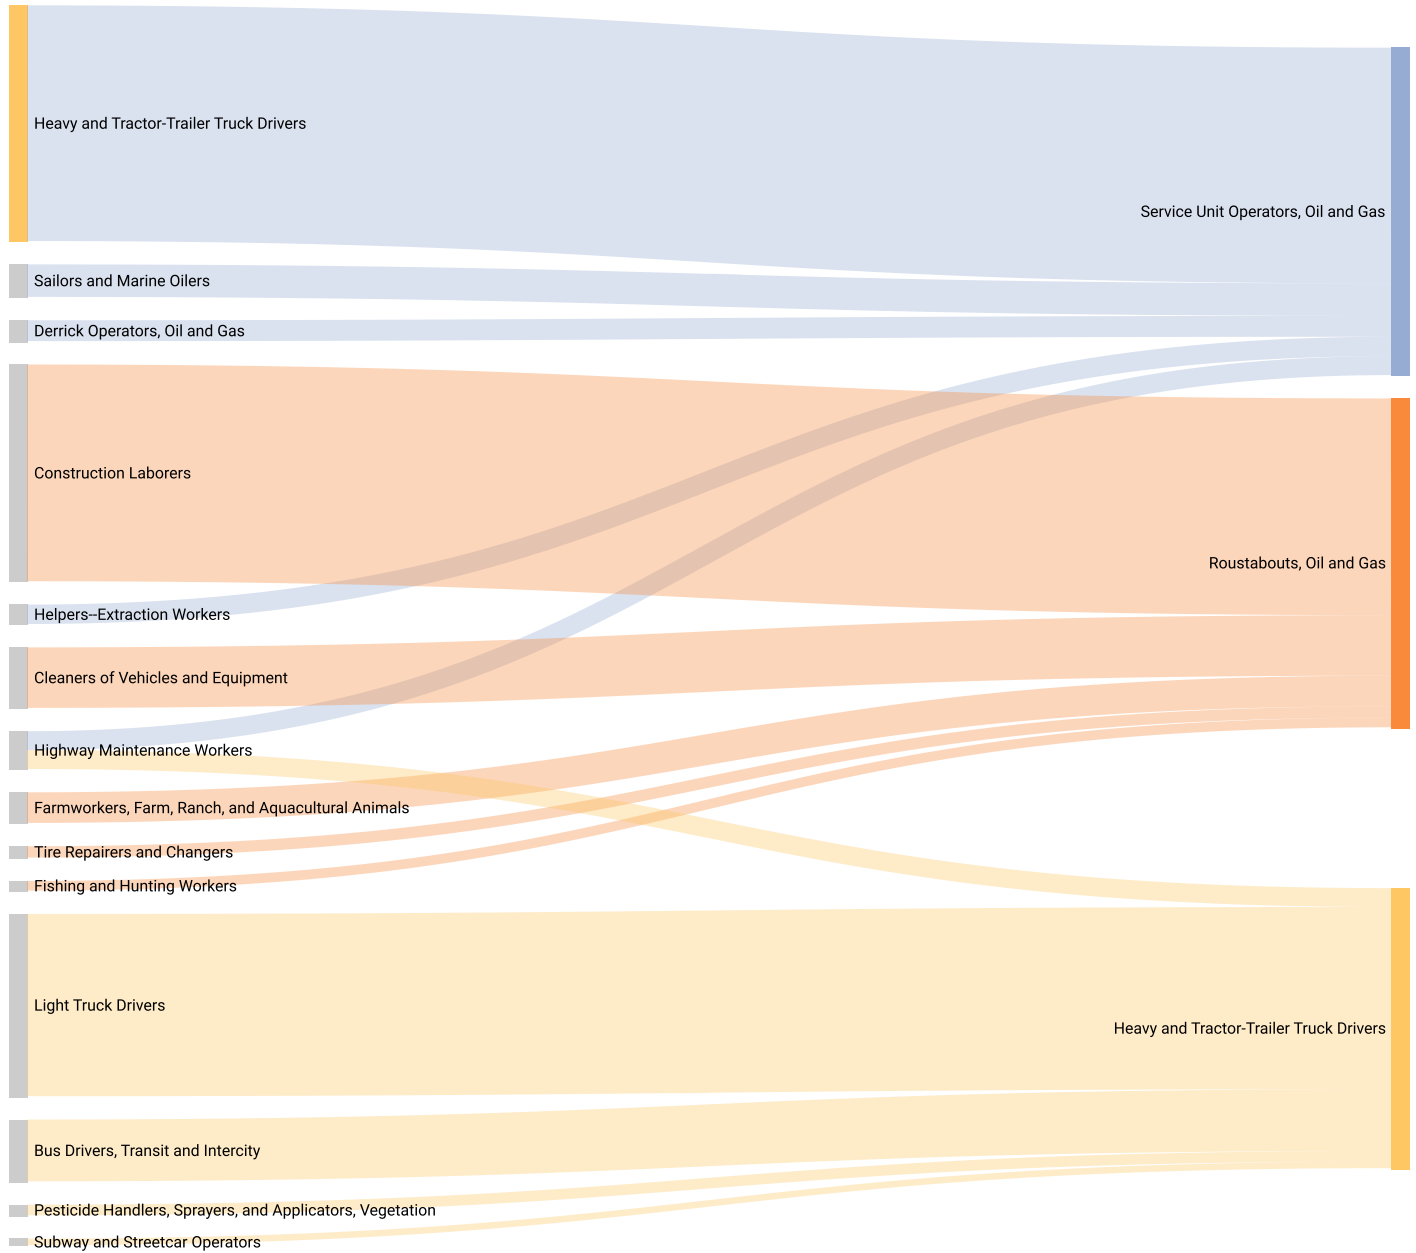 Heavy and Tractor-Trailer Truck Drivers
Service Unit Operators, Oil and Gas
Sailors and Marine Oilers
Derrick Operators, Oil and Gas
Construction Laborers
Roustabouts, Oil and Gas
Helpers--Extraction Workers
Cleaners of Vehicles and Equipment
Highway Maintenance Workers
Farmworkers, Farm, Ranch, and Aquacultural Animals
Tire Repairers and Changers
Fishing and Hunting Workers
Light Truck Drivers
Heavy and Tractor-Trailer Truck Drivers
Bus Drivers, Transit and Intercity
Pesticide Handlers, Sprayers, and Applicators, Vegetation
Subway and Streetcar Operators